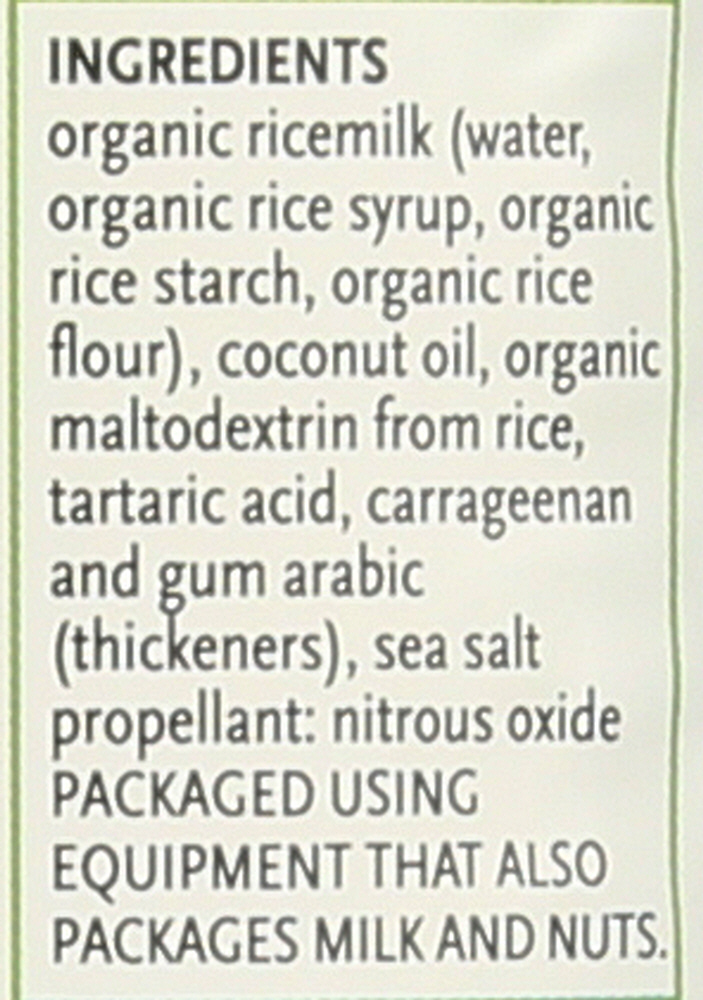 INGREDIENTS
organic ricemilk (water,
organic rice syrup, organic
rice starch, organic rice
flour), coconut oil, organic
maltodextrin from rice,
tartaric acid, carrageenan
and gum arabic
(thickeners), sea salt
propellant: nitrous oxide
PACKAGED USING
EQUIPMENT THAT ALSO
PACKAGES MILK AND NUTS.